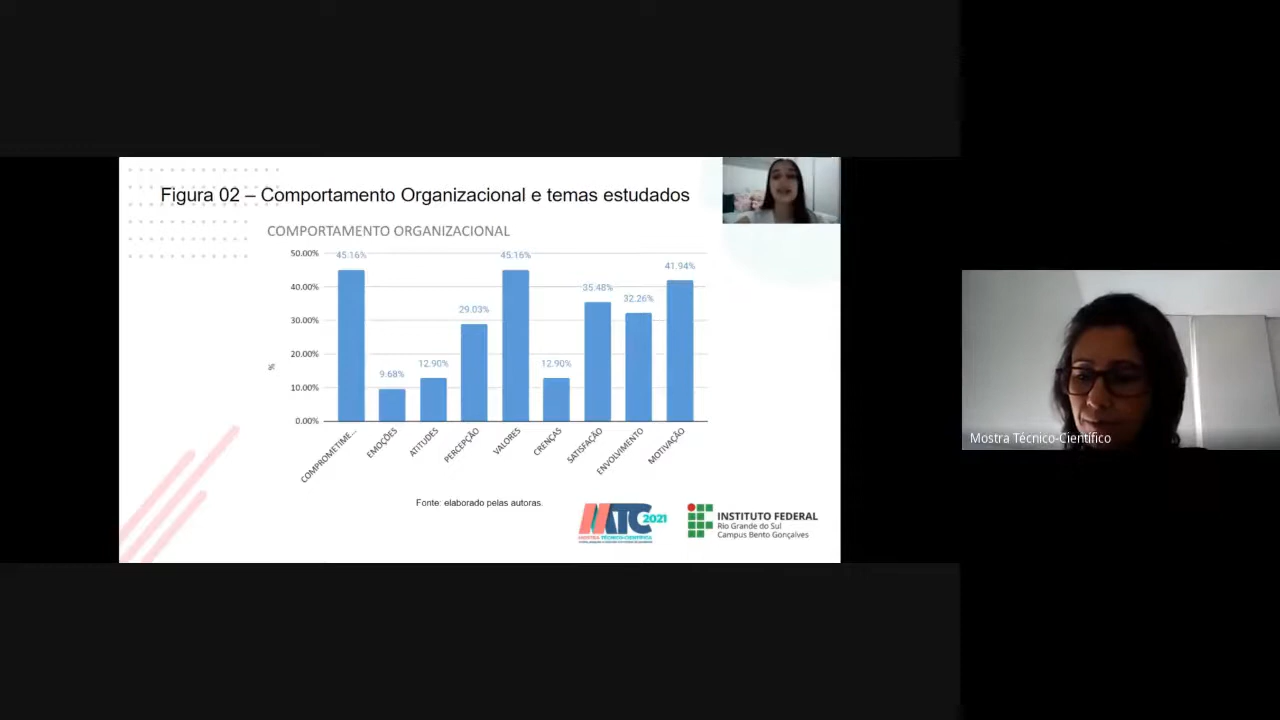 Figura 02 – Comportamento Organizacional e temas estudados
COMPORTAMENTO ORGANIZACIONAL
50.00%
40.00%
30.00%
20.00%
10.00%
0.00%
%
45.16%
9.68%
12.90%
29.03%
45.16%
12.90%
35.48%
32.26%
41.94%
COMPROMETIME...
EMOÇÕES
ATITUDES
PERCEPÇÃO
VALORES
CRENÇAS
SATISFAÇÃO
ENVOLVIMENTO
MOTIVAÇÃO
Fonte: elaborado pelas autoras.
MTC 2021
MOSTRA TÉCNICO-CIENTÍFICA
INSTITUTO FEDERAL
Rio Grande do Sul
Campus Bento Gonçalves
Mostra Técnico-Científico